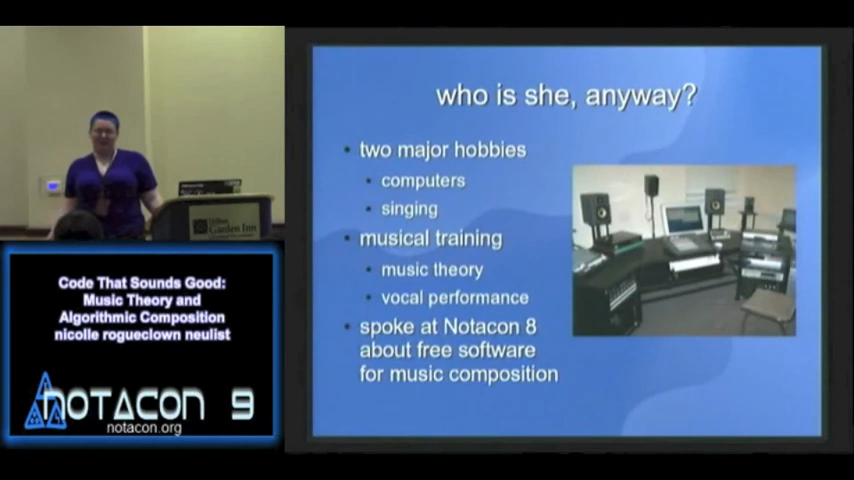 Hilton
Garden Inn
Code That Sounds Good:
Music Theory and
Algorithmic Composition
nicolle rogueclown neulist
NOTACON 9
notacon.org
who is she, anyway?
• two major hobbies
• computers
• singing
• musical training
• music theory
• vocal performance
• spoke at Notacon 8
about free software
for music composition